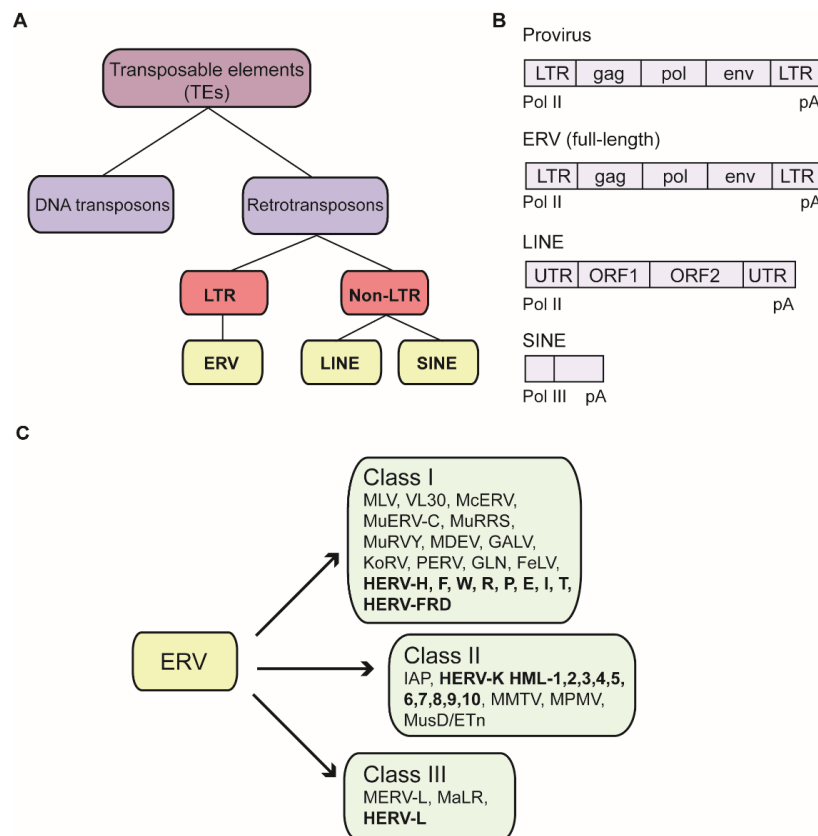 A
Transposable elements
(TEs)
DNA transposons
Retrotransposons
LTR
Non-LTR
ERV
LINE
SINE
B
Provirus
LTR gag pol env LTR
Pol II pA
ERV (full-length)
LTR gag pol env LTR
Pol II pA
LINE
UTR ORF1 ORF2 UTR
Pol II pA
SINE
Pol III pA
C
ERV
Class I
MLV, VL30, McERV,
MuERV-C, MuRRS,
MuRVY, MDEV, GALV,
KoRV, PERV, GLN, FeLV,
HERV-H, F, W, R, P, E, I, T,
HERV-FRD
Class II
IAP, HERV-K HML-1,2,3,4,5,
6,7,8,9,10, MMTV, MPMV,
MusD/ETn
Class III
MERV-L, MaLR,
HERV-L